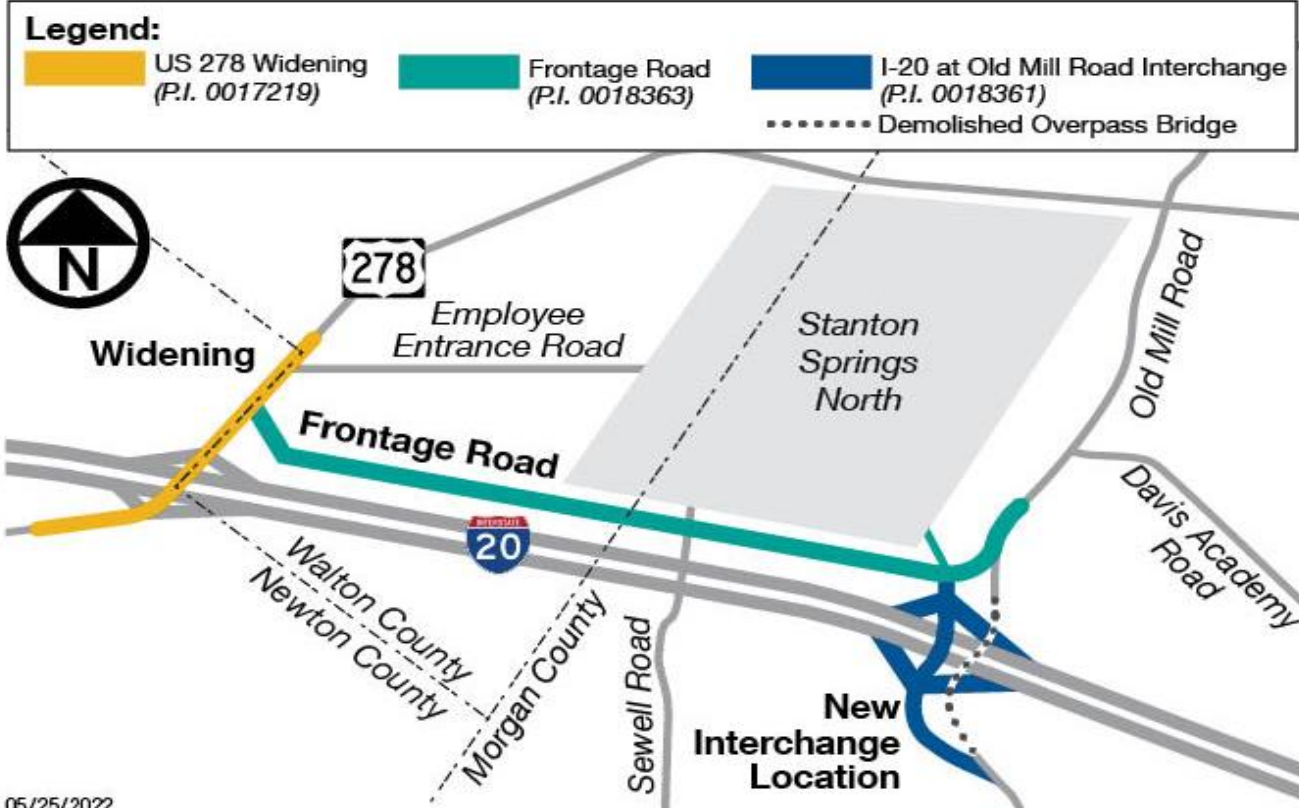 Legend:
US 278 Widening
(P.I. 0017219)
Frontage Road
(P.I. 0018363)
I-20 at Old Mill Road Interchange
(P.I. 0018361)
Demolished Overpass Bridge
N
278
Employee
Entrance Road
Widening
Stanton
Springs
North
Old Mill Road
Frontage Road
Davis Academy
Road
INTERSTATE
20
Walton County
Newton County
Morgan County
Sewell Road
New
Interchange
Location
05/25/2022